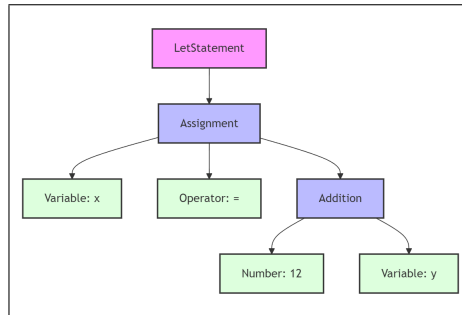 LetStatement
Assignment
Variable: x
Operator: =
Addition
Number: 12
Variable: y